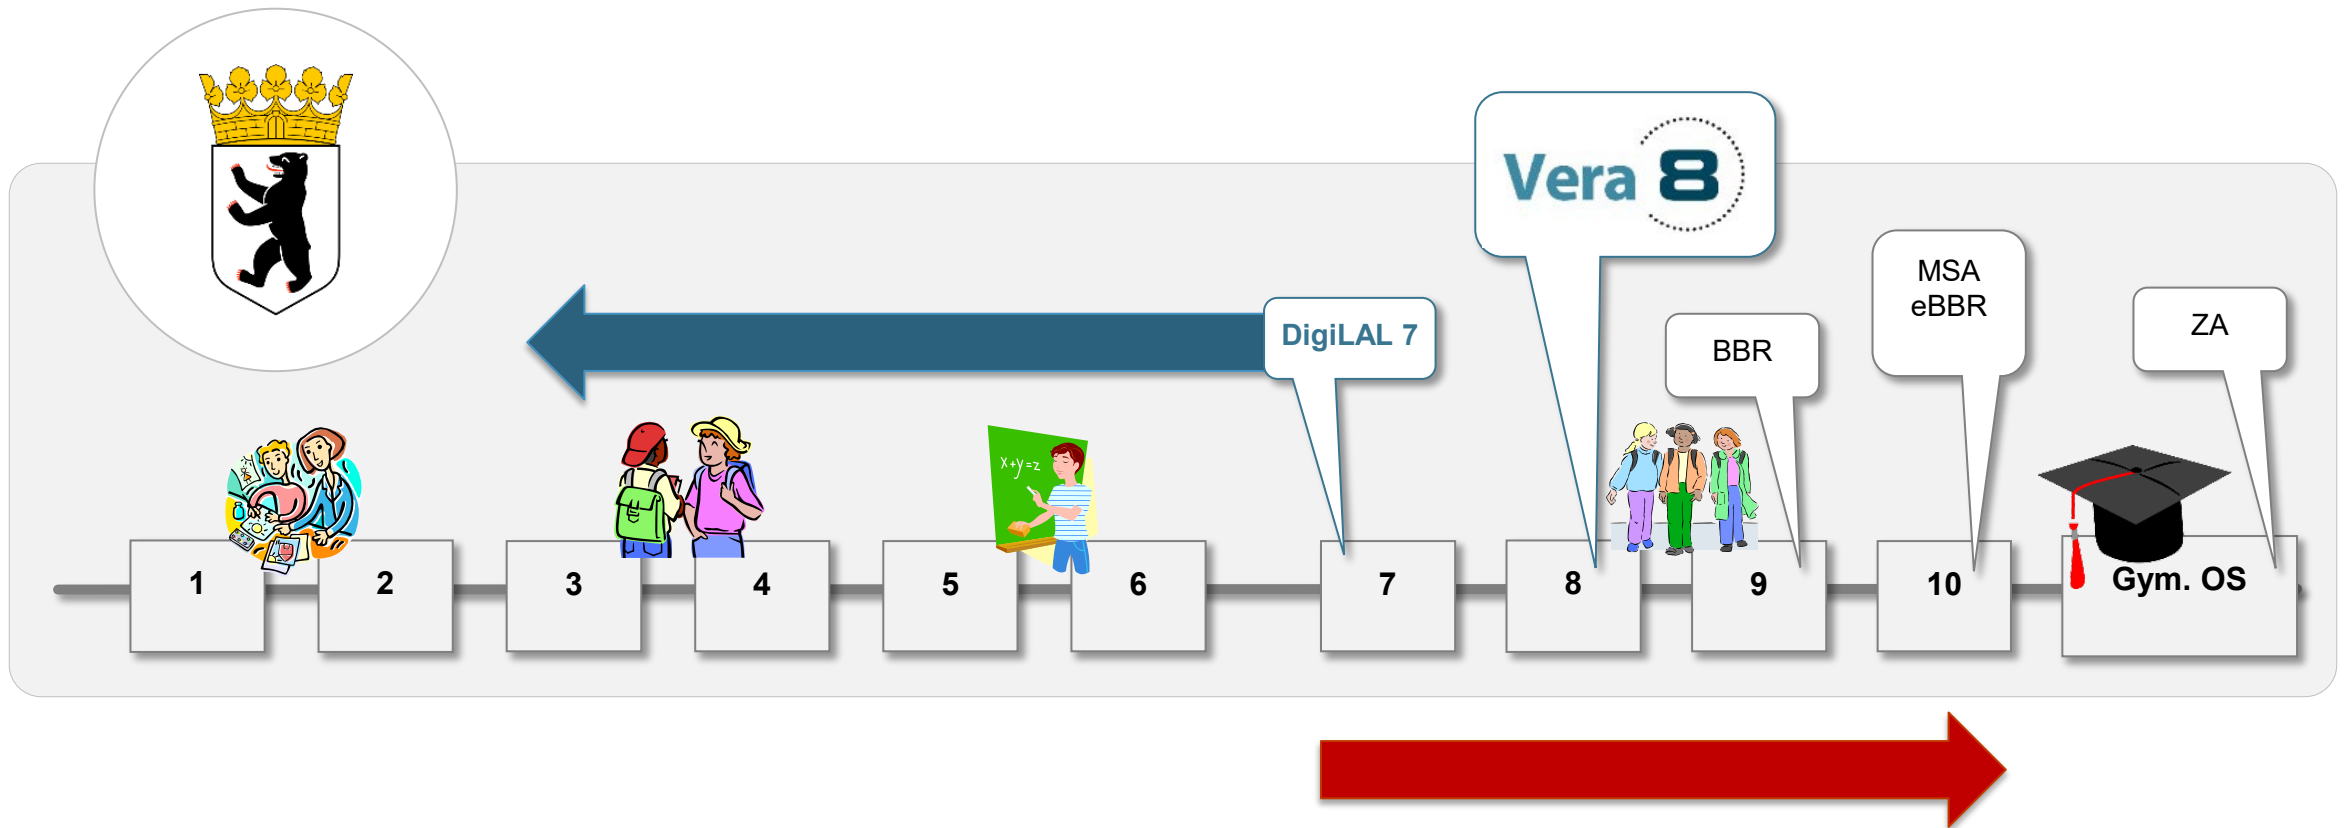 Vera 8
MSA
eBBR
DigiLAL 7
BBR
ZA
x+y=z
1
2
3
4
5
6
7
8
9
10
Gym. OS